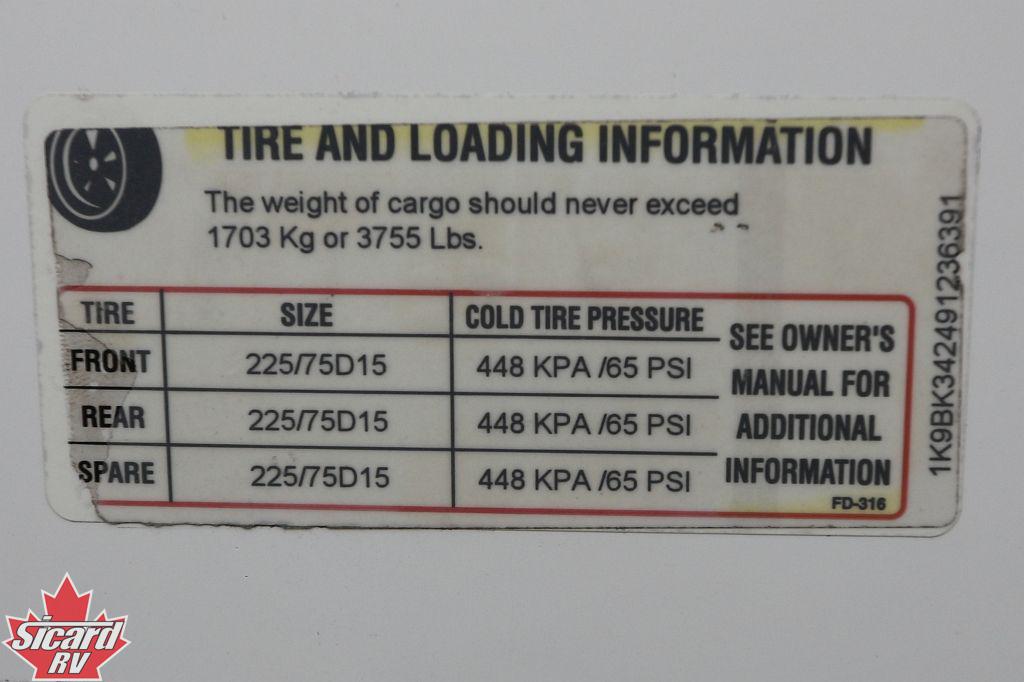 TIRE AND LOADING INFORMATION
The weight of cargo should never exceed
1703 Kg or 3755 Lbs.
TIRE SIZE COLD TIRE PRESSURE
FRONT 225/75D15 448 KPA /65 PSI
REAR 225/75D15 448 KPA /65 PSI
SPARE 225/75D15 448 KPA /65 PSI
SEE OWNER'S
MANUAL FOR
ADDITIONAL
INFORMATION
FD-316
1K9BK342491236391
Sicard
RV